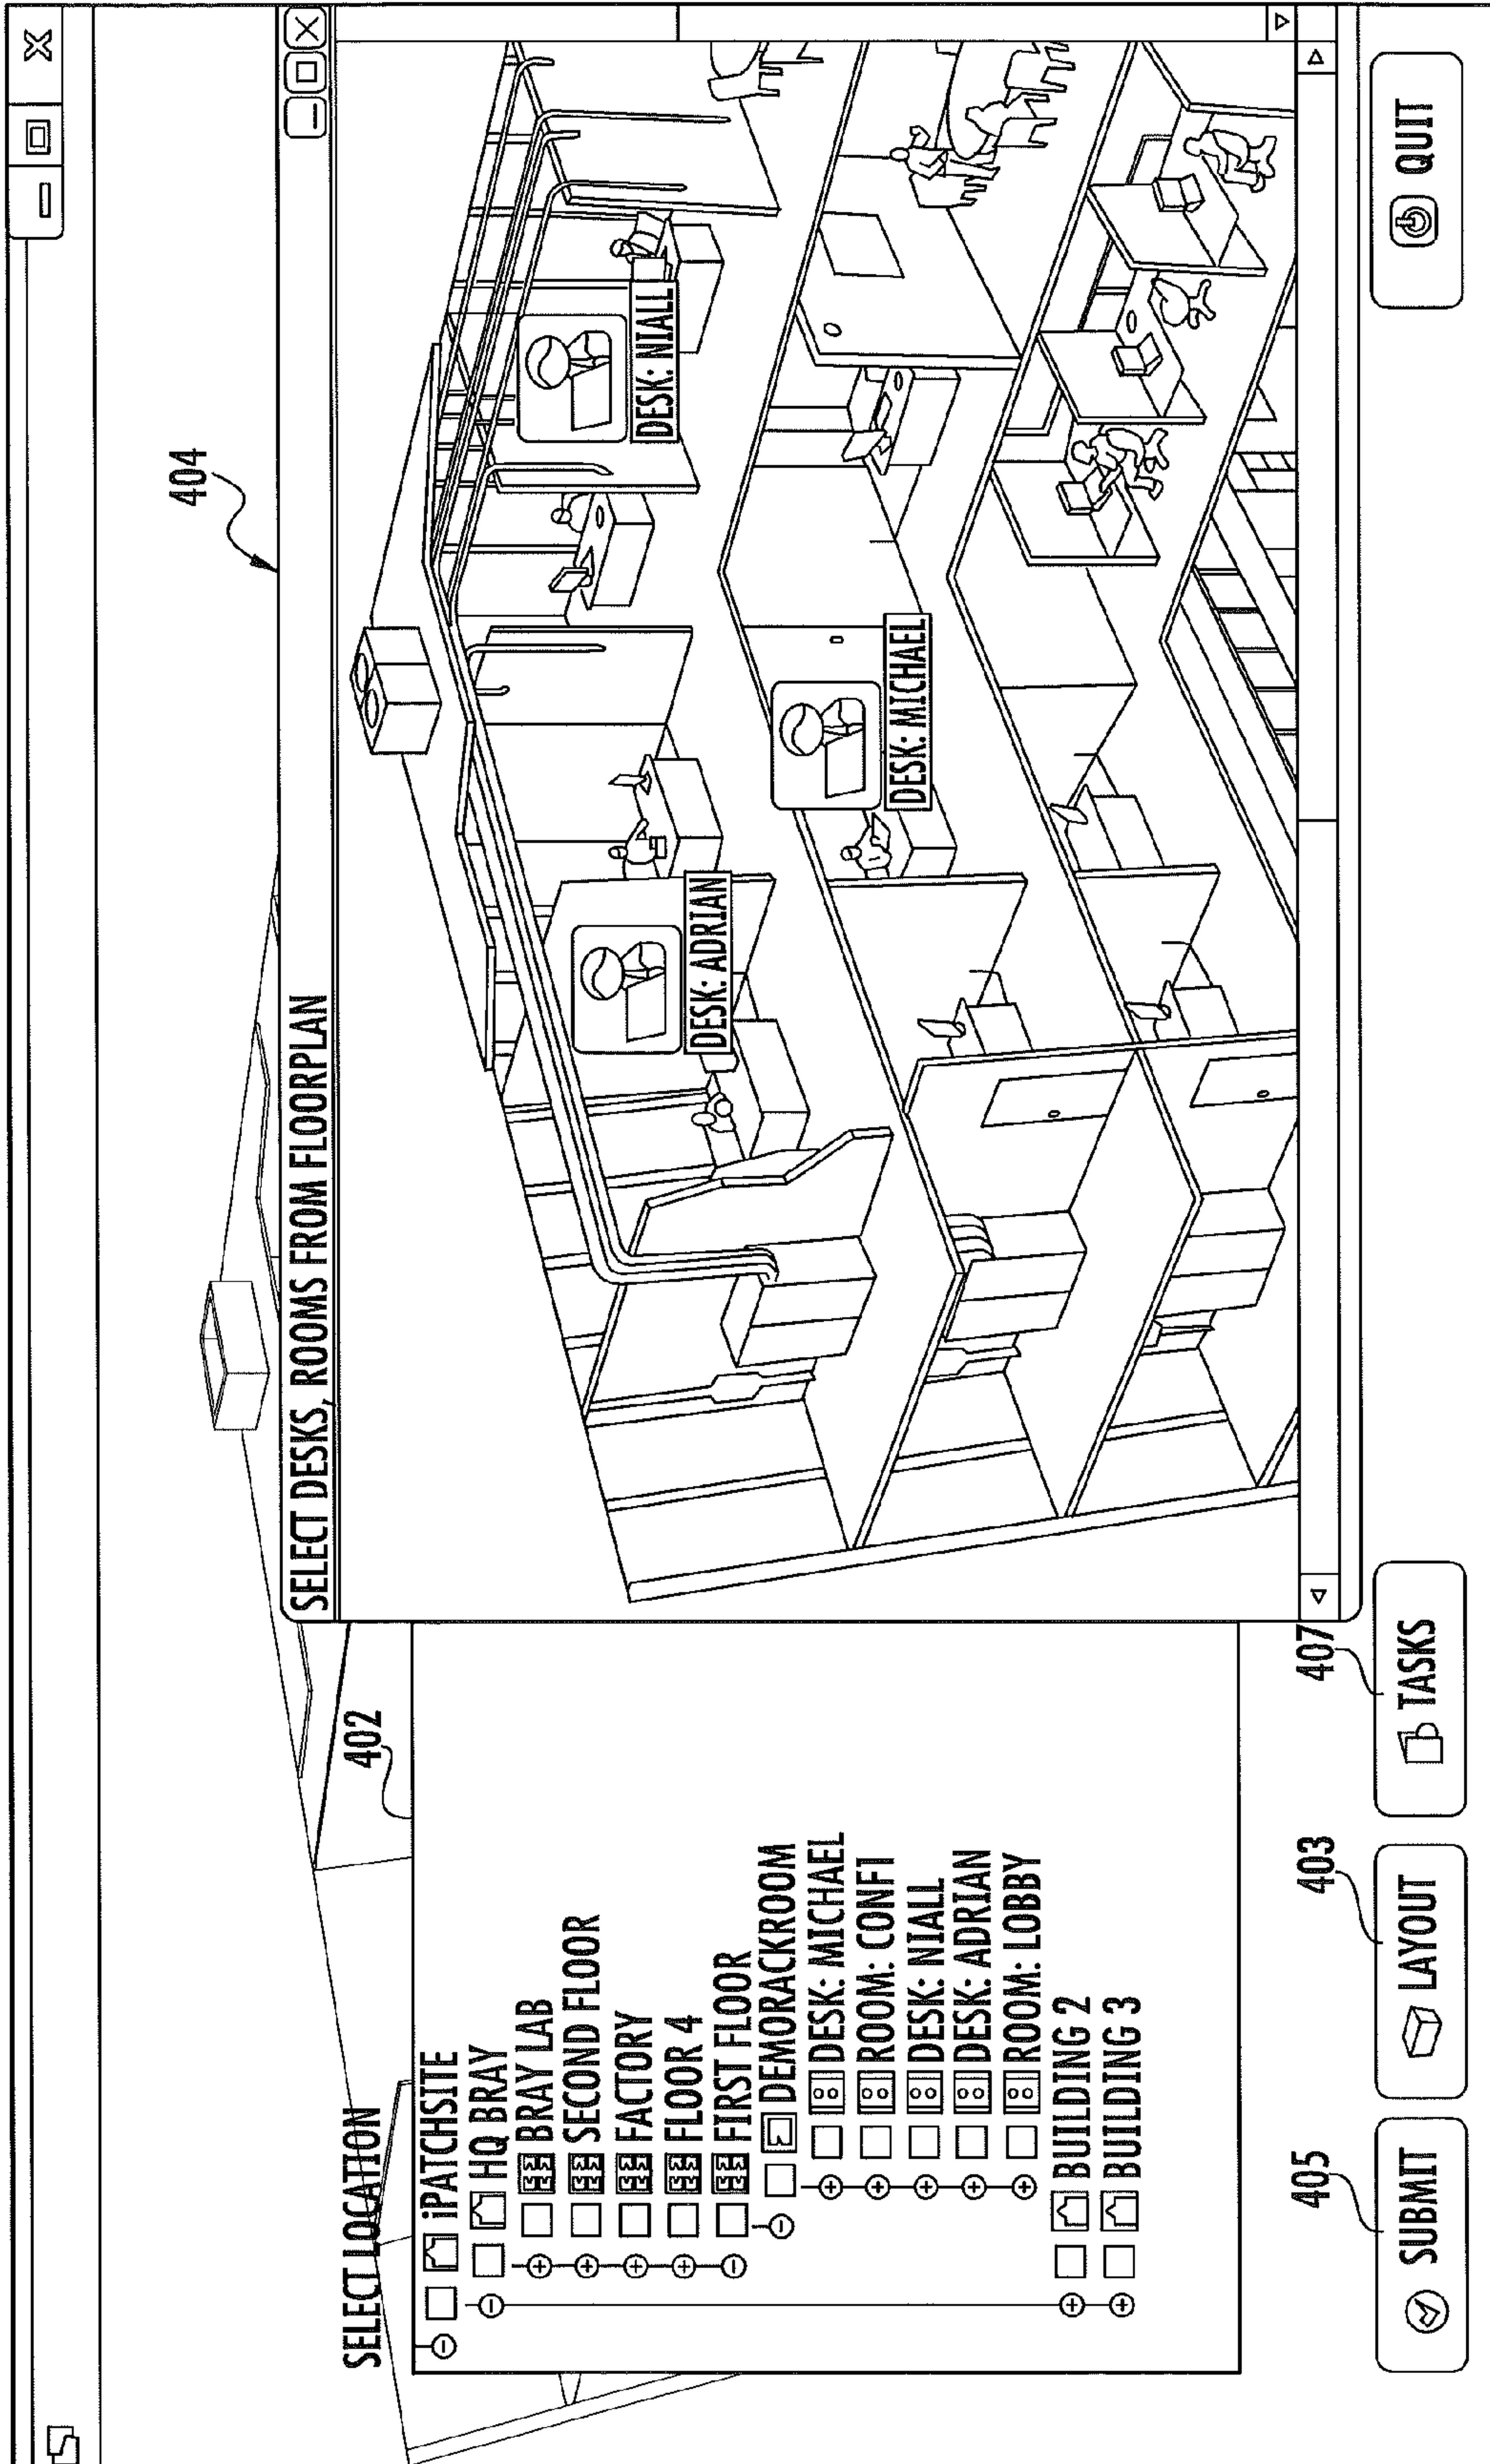 SELECT LOCATION
402
iPATCHSITE
HQ BRAY
BRAY LAB
SECOND FLOOR
FACTORY
FLOOR 4
FIRST FLOOR
DEMORACKROOM
DESK: MICHAEL
ROOM: CONF1
DESK: NIALL
DESK: ADRIAN
ROOM: LOBBY
BUILDING 2
BUILDING 3
404
SELECT DESKS, ROOMS FROM FLOORPLAN
DESK: NIALL
DESK: ADRIAN
DESK: MICHAEL
405
403
407
SUBMIT
LAYOUT
TASKS
QUIT